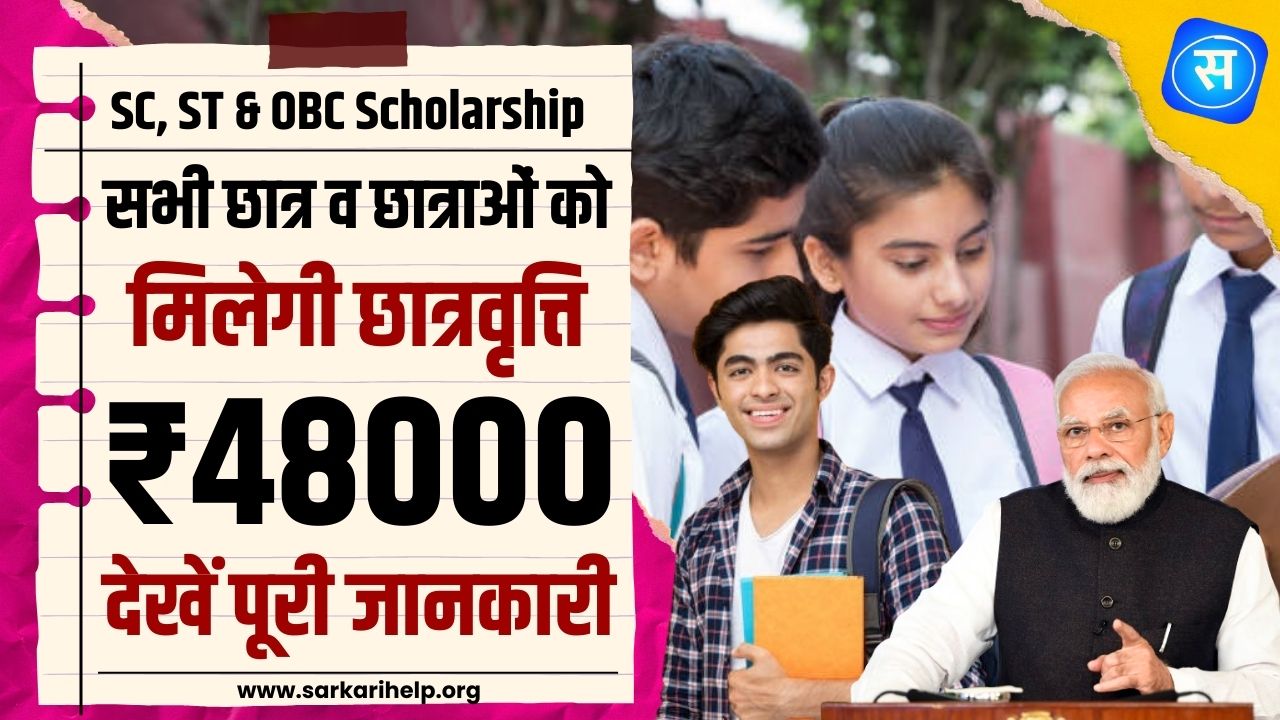 SC, ST & OBC Scholarship
सभी छात्र व छात्राओं को
मिलेगी छात्रवृत्ति
₹48000
देखें पूरी जानकारी
www.sarkarihelp.org
स